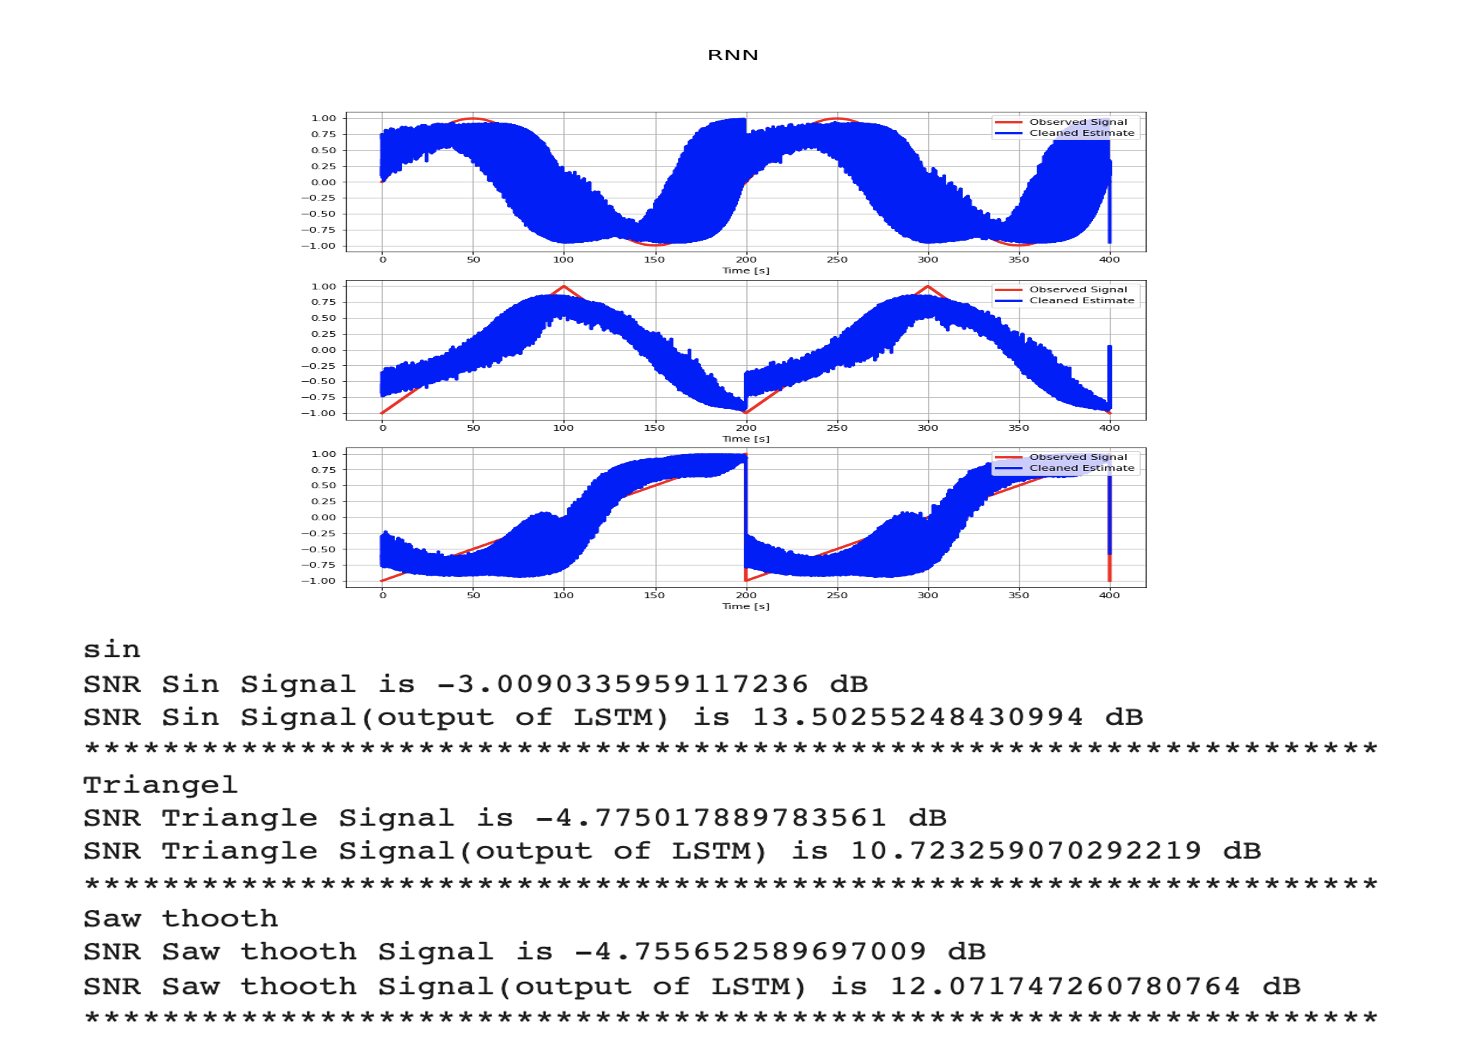 RNN
1.00
0.75
0.50
0.25
0.00
−0.25
−0.50
−0.75
−1.00
Observed Signal
Cleaned Estimate
0 50 100 150 200 250 300 350 400
Time [s]
1.00
0.75
0.50
0.25
0.00
−0.25
−0.50
−0.75
−1.00
Observed Signal
Cleaned Estimate
0 50 100 150 200 250 300 350 400
Time [s]
1.00
0.75
0.50
0.25
0.00
−0.25
−0.50
−0.75
−1.00
Observed Signal
Cleaned Estimate
0 50 100 150 200 250 300 350 400
Time [s]
sin
SNR Sin Signal is -3.0090335959117236 dB
SNR Sin Signal(output of LSTM) is 13.50255248430994 dB
******************************************************************
Triangel
SNR Triangle Signal is -4.775017889783561 dB
SNR Triangle Signal(output of LSTM) is 10.723259070292219 dB
******************************************************************
Saw thooth
SNR Saw thooth Signal is -4.755652589697009 dB
SNR Saw thooth Signal(output of LSTM) is 12.071747260780764 dB
******************************************************************